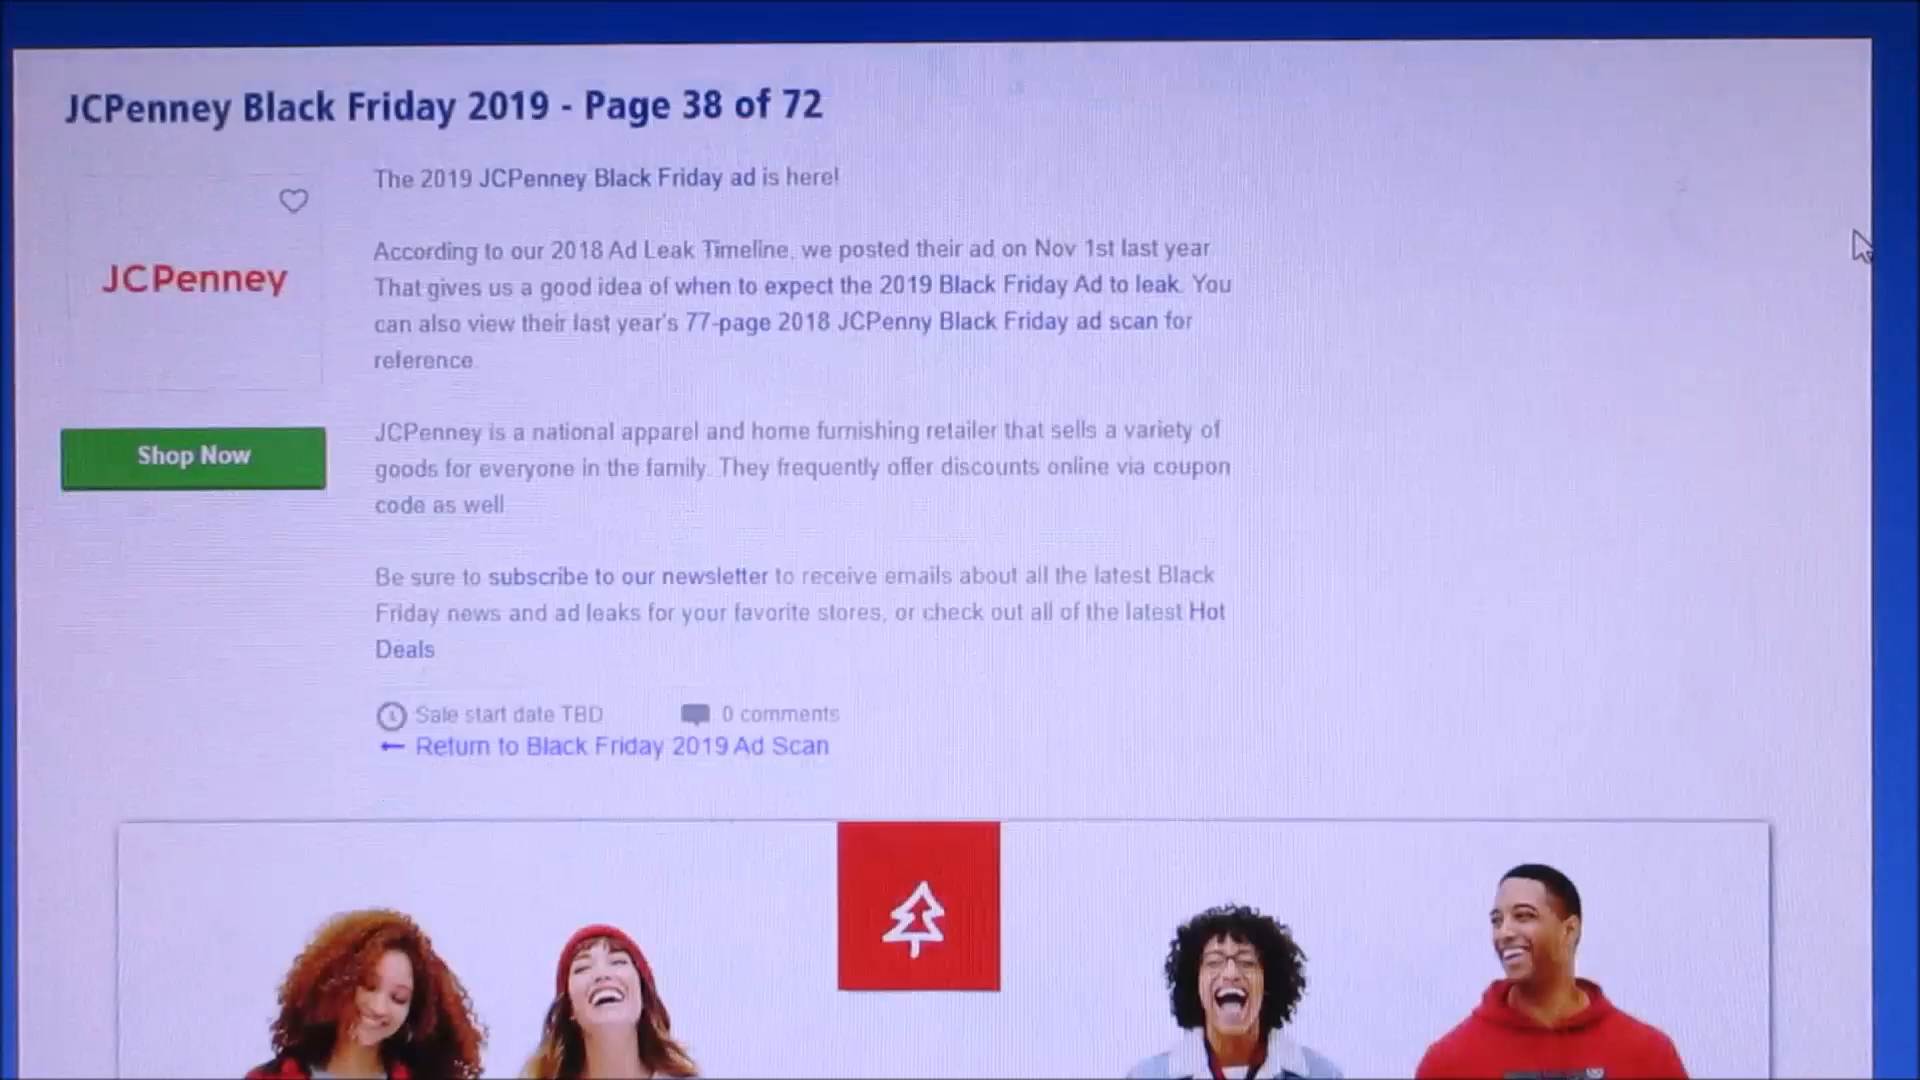 JCPenney Black Friday 2019 - Page 38 of 72
The 2019 JCPenney Black Friday ad is here!
According to our 2018 Ad Leak Timeline, we posted their ad on Nov 1st last year.
That gives us a good idea of when to expect the 2019 Black Friday Ad to leak. You
can also view their last year's 77-page 2018 JCPenny Black Friday ad scan for
reference.
JCPenney
JCPenney is a national apparel and home furnishing retailer that sells a variety of
goods for everyone in the family. They frequently offer discounts online via coupon
code as well.
Shop Now
Be sure to subscribe to our newsletter to receive emails about all the latest Black
Friday news and ad leaks for your favorite stores, or check out all of the latest Hot
Deals
Sale start date TBD 0 comments
← Return to Black Friday 2019 Ad Scan